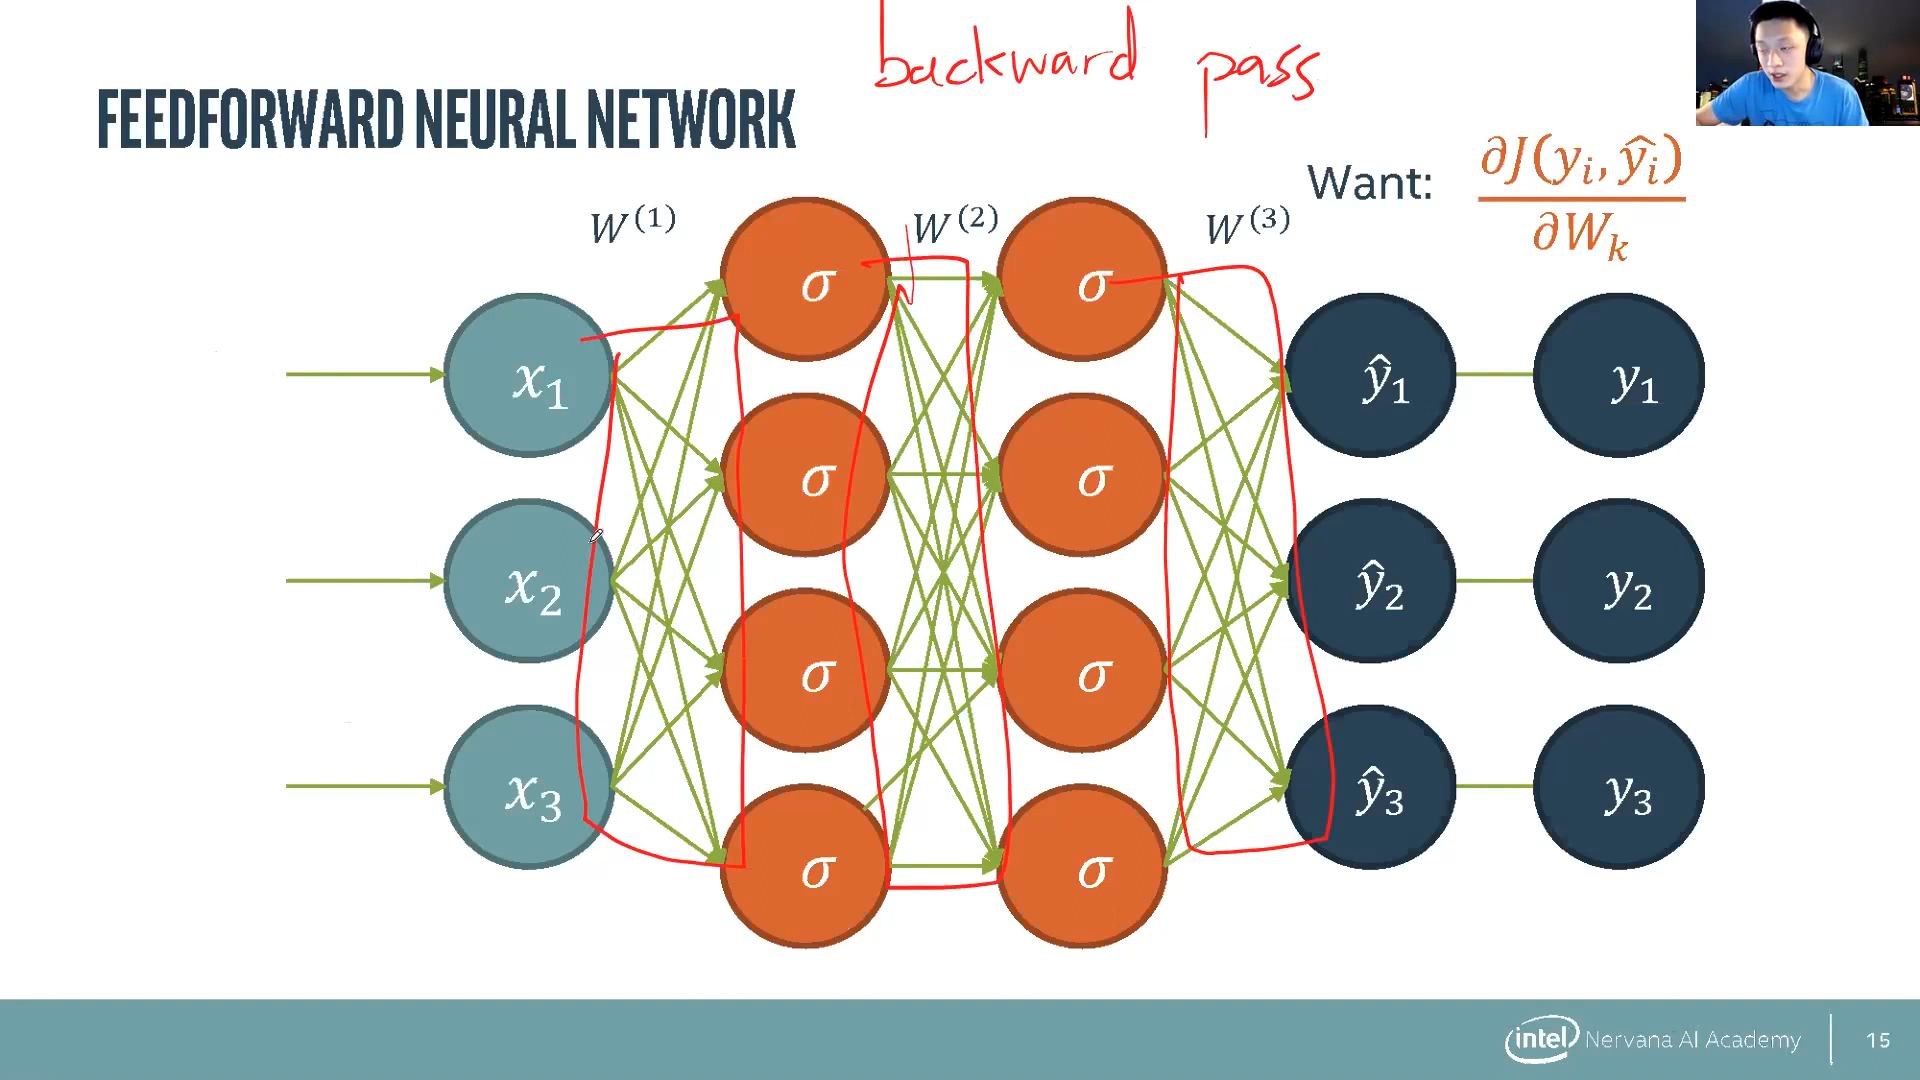 backward pass
FEEDFORWARD NEURAL NETWORK
Want: ∂J(yᵢ, ŷᵢ) / ∂Wₖ
W⁽¹⁾ W⁽²⁾ W⁽³⁾
σ σ
x₁ ŷ₁ y₁
σ σ
x₂ ŷ₂ y₂
σ σ
x₃ ŷ₃ y₃
σ σ
intel Nervana AI Academy 15